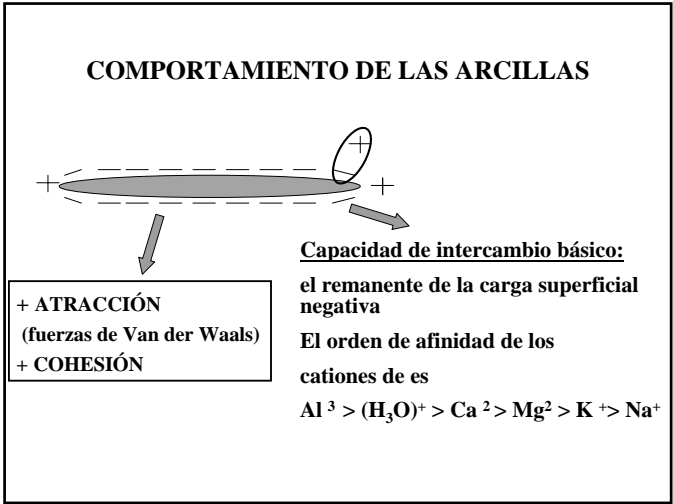 COMPORTAMIENTO DE LAS ARCILLAS
+ ATRACCIÓN
(fuerzas de Van der Waals)
+ COHESIÓN
Capacidad de intercambio básico:
el remanente de la carga superficial
negativa
El orden de afinidad de los
cationes de es
Al ³ > (H₃O)⁺ > Ca ² > Mg² > K ⁺> Na⁺